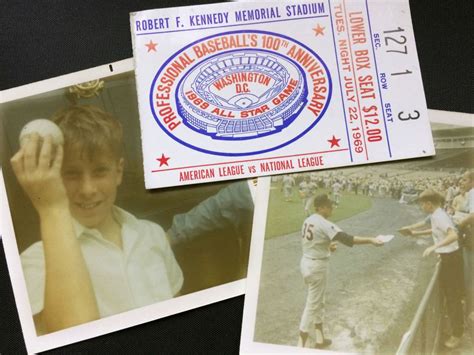 ROBERT F. KENNEDY MEMORIAL STADIUM
PROFESSIONAL BASEBALL'S 100TH ANNIVERSARY
WASHINGTON
D.C.
1969 ALL STAR GAME
AMERICAN LEAGUE vs NATIONAL LEAGUE
TUES. NIGHT, JULY 22, 1969
LOWER BOX SEAT $12.00
SEC. ROW SEAT
127 1 3
15